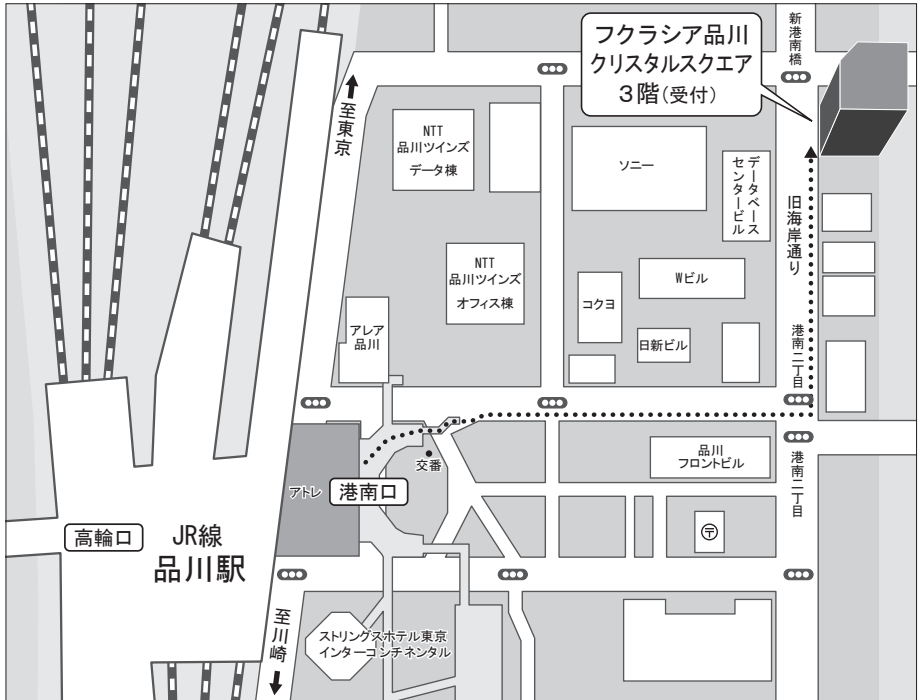 フクラシア品川
クリスタルスクエア
3階(受付)
新港南橋
至東京
NTT
品川ツインズ
データ棟
ソニー
データベース
センタービル
旧海岸通り
NTT
品川ツインズ
オフィス棟
Wビル
コクヨ
日新ビル
アレア
品川
港南二丁目
品川
フロントビル
港南二丁目
交番
アトレ
港南口
高輪口
JR線
品川駅
〒
至川崎
ストリングスホテル東京
インターコンチネンタル